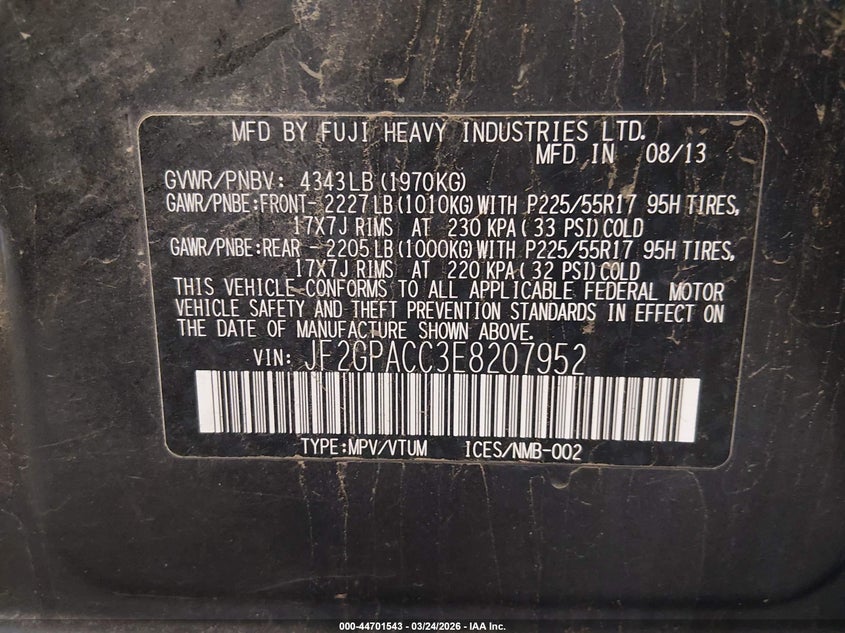 MFD BY FUJI HEAVY INDUSTRIES LTD.
MFD IN 08/13
GVWR/PNBV: 4343LB(1970KG)
GAWR/PNBE:FRONT- 2227LB(1010KG)WITH P225/55R17 95H TIRES,
17X7J RIMS AT 230 KPA(33 PSI)COLD
GAWR/PNBE:REAR - 2205LB(1000KG)WITH P225/55R17 95H TIRES,
17X7J RIMS AT 220 KPA(32 PSI)COLD
THIS VEHICLE CONFORMS TO ALL APPLICABLE FEDERAL MOTOR
VEHICLE SAFETY AND THEFT PREVENTION STANDARDS IN EFFECT ON
THE DATE OF MANUFACTURE SHOWN ABOVE.
VIN: JF2GPACC3E8207952
TYPE:MPV/VTUM ICES/NMB-002
000-44701543 - 03/24/2026 - IAA Inc.